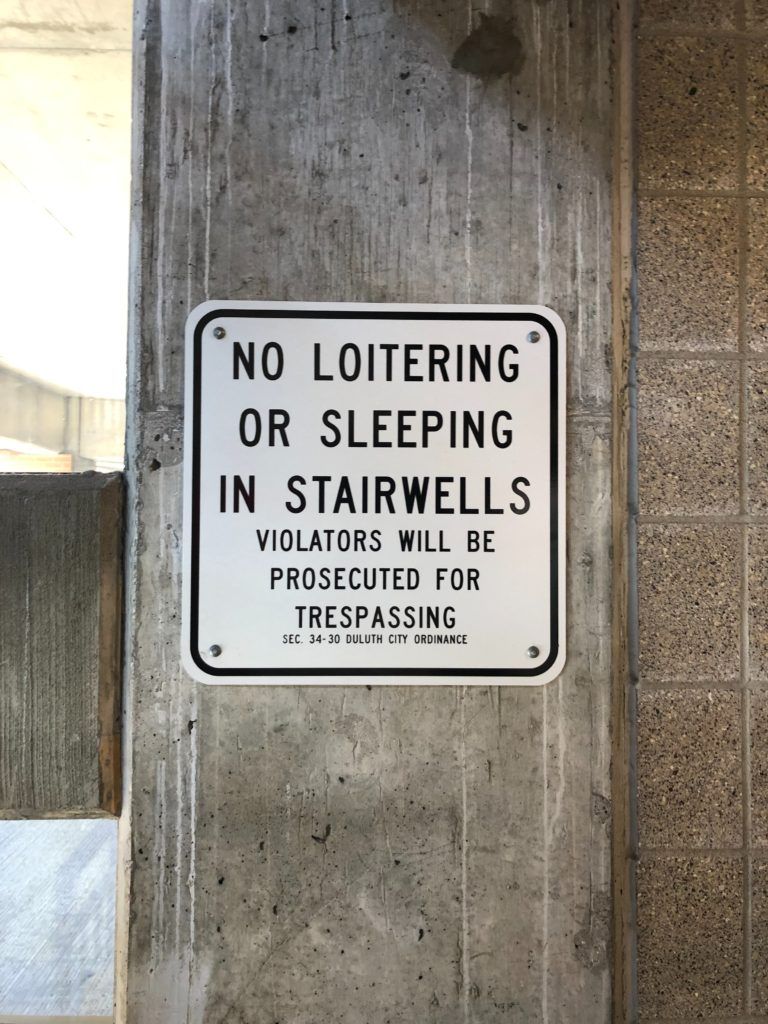 NO LOITERING
OR SLEEPING
IN STAIRWELLS
VIOLATORS WILL BE
PROSECUTED FOR
TRESPASSING
SEC. 34-30 DULUTH CITY ORDINANCE